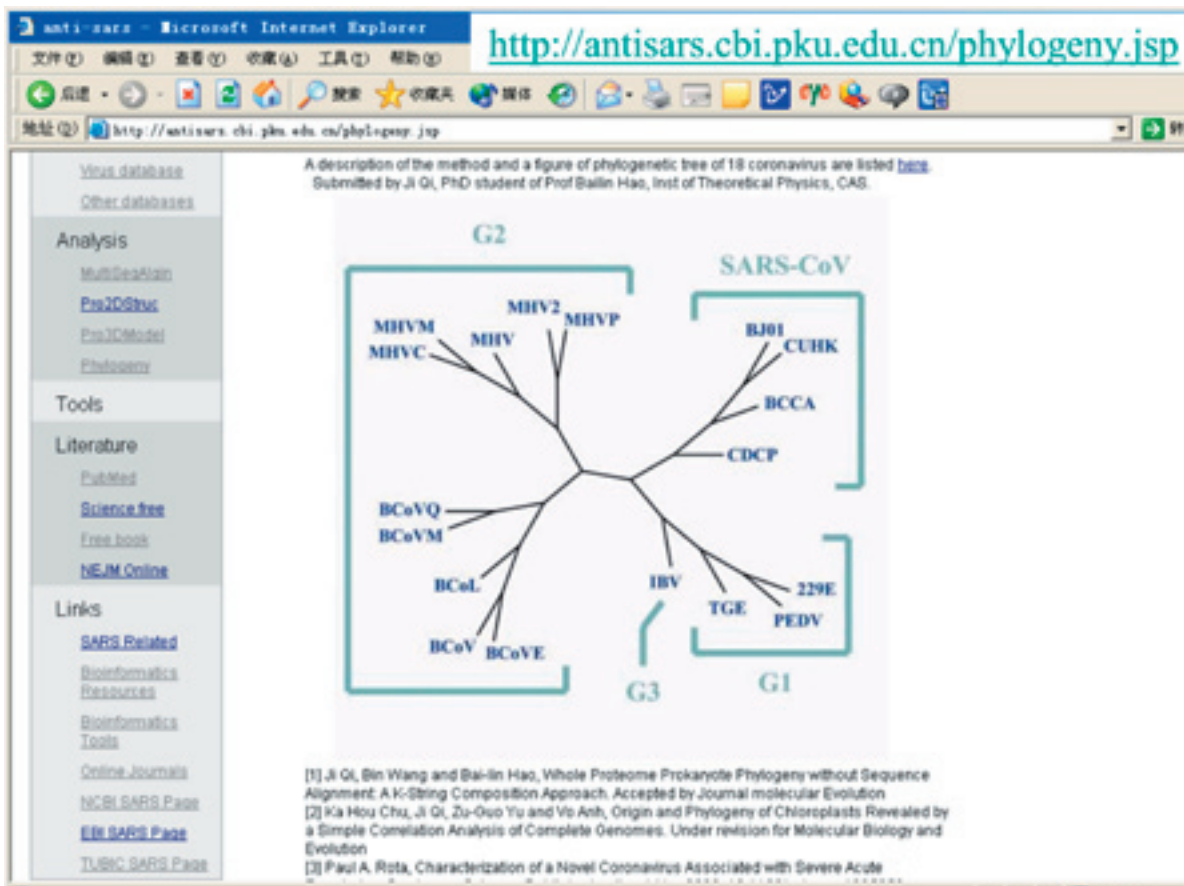 anti-sars - Microsoft Internet Explorer
http://antisars.cbi.pku.edu.cn/phylogeny.jsp
文件(F) 编辑(E) 查看(V) 收藏(A) 工具(T) 帮助(H)
后退 搜索 收藏夹 媒体
地址(D) http://antisars.cbi.pku.edu.cn/phylogeny.jsp 转
Virus database
Other databases
Analysis
MultiSeqAlgin
Pro2DStruc
Pro3DModel
Phylogeny
Tools
Literature
PubMed
Science free
Free book
NEJM Online
Links
SARS Related
Bioinformatics
Resources
Bioinformatics
Tools
Online Journals
NCBI SARS Page
EBI SARS Page
TUBIC SARS Page
A description of the method and a figure of phylogenetic tree of 18 coronavirus are listed here.
Submitted by Ji Qi, PhD student of Prof Bailin Hao, Inst of Theoretical Physics, CAS.
G2
SARS-CoV
MHV2
MHVP
MHVM
MHV
MHVC
BJ01
CUHK
BCCA
CDCP
BCoVQ
BCoVM
BCoL
BCoV
BCoVE
IBV
TGE
229E
PEDV
G3
G1
[1] Ji Qi, Bin Wang and Bai-lin Hao, Whole Proteome Prokaryote Phylogeny without Sequence
Alignment: A K-String Composition Approach. Accepted by Journal molecular Evolution
[2] Ka Hou Chu, Ji Qi, Zu-Guo Yu and Vo Anh, Origin and Phylogeny of Chloroplasts Revealed by
a Simple Correlation Analysis of Complete Genomes. Under revision for Molecular Biology and
Evolution
[3] Paul A. Rota, Characterization of a Novel Coronavirus Associated with Severe Acute